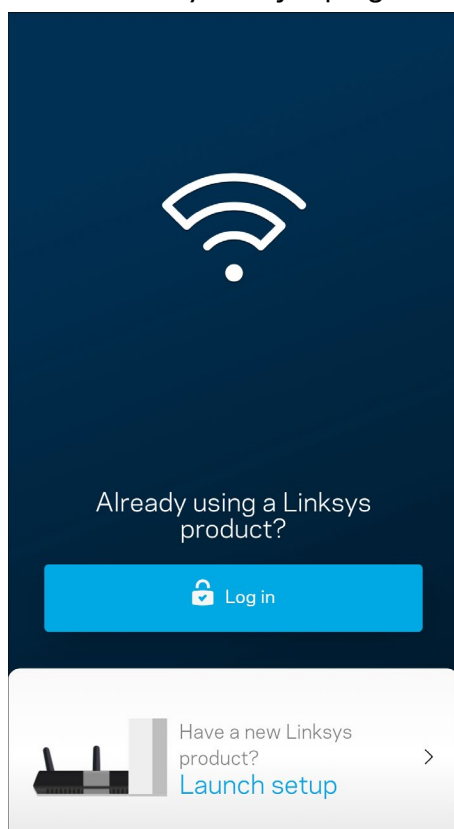 Already using a Linksys
product?
Log in
Have a new Linksys
product?
Launch setup